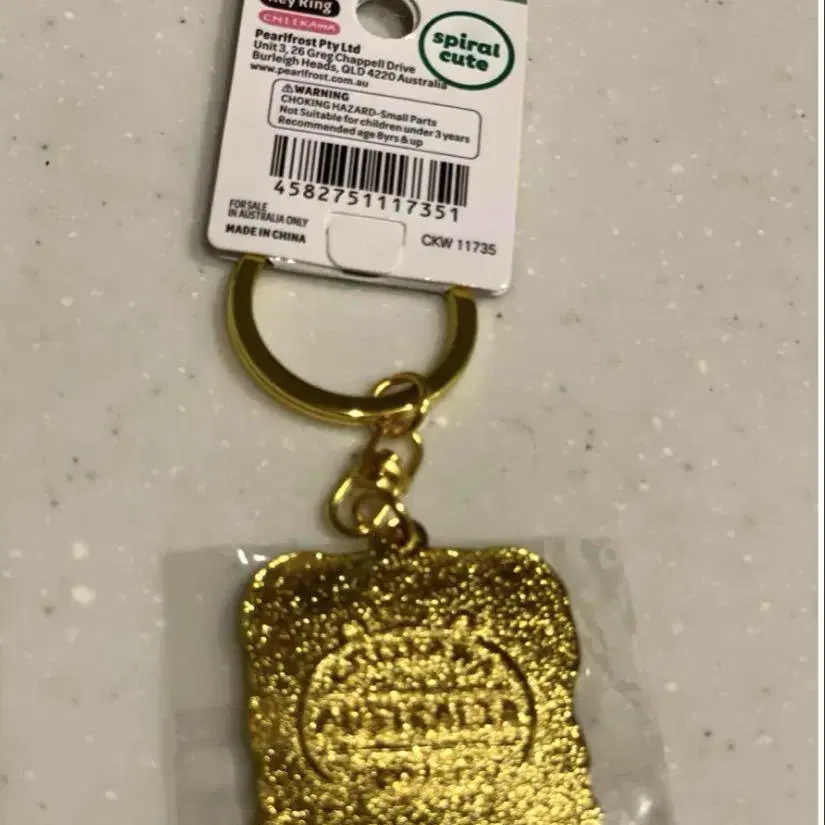 Key Ring
CHIIKAWA
spiral
cute
Pearlfrost Pty Ltd
Unit 3, 26 Greg Chappell Drive
Burleigh Heads, QLD 4220 Australia
www.pearlfrost.com.au
⚠WARNING
CHOKING HAZARD-Small Parts
Not Suitable for children under 3 years
Recommended age 8yrs & up
4582751117351
FOR SALE
IN AUSTRALIA ONLY
MADE IN CHINA
CKW 11735
AUSTRALIA